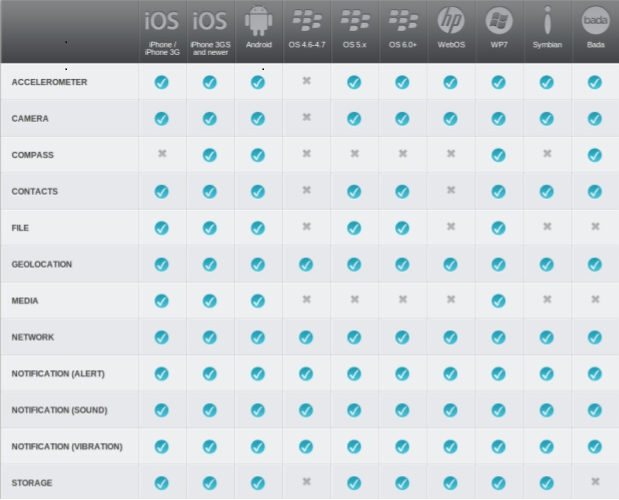 iOS iOS hp bada
iPhone / iPhone 3GS Android OS 4.6-4.7 OS 5.x OS 6.0+ WebOS WP7 Symbian Bada
iPhone 3G and newer
ACCELEROMETER
CAMERA
COMPASS
CONTACTS
FILE
GEOLOCATION
MEDIA
NETWORK
NOTIFICATION (ALERT)
NOTIFICATION (SOUND)
NOTIFICATION (VIBRATION)
STORAGE